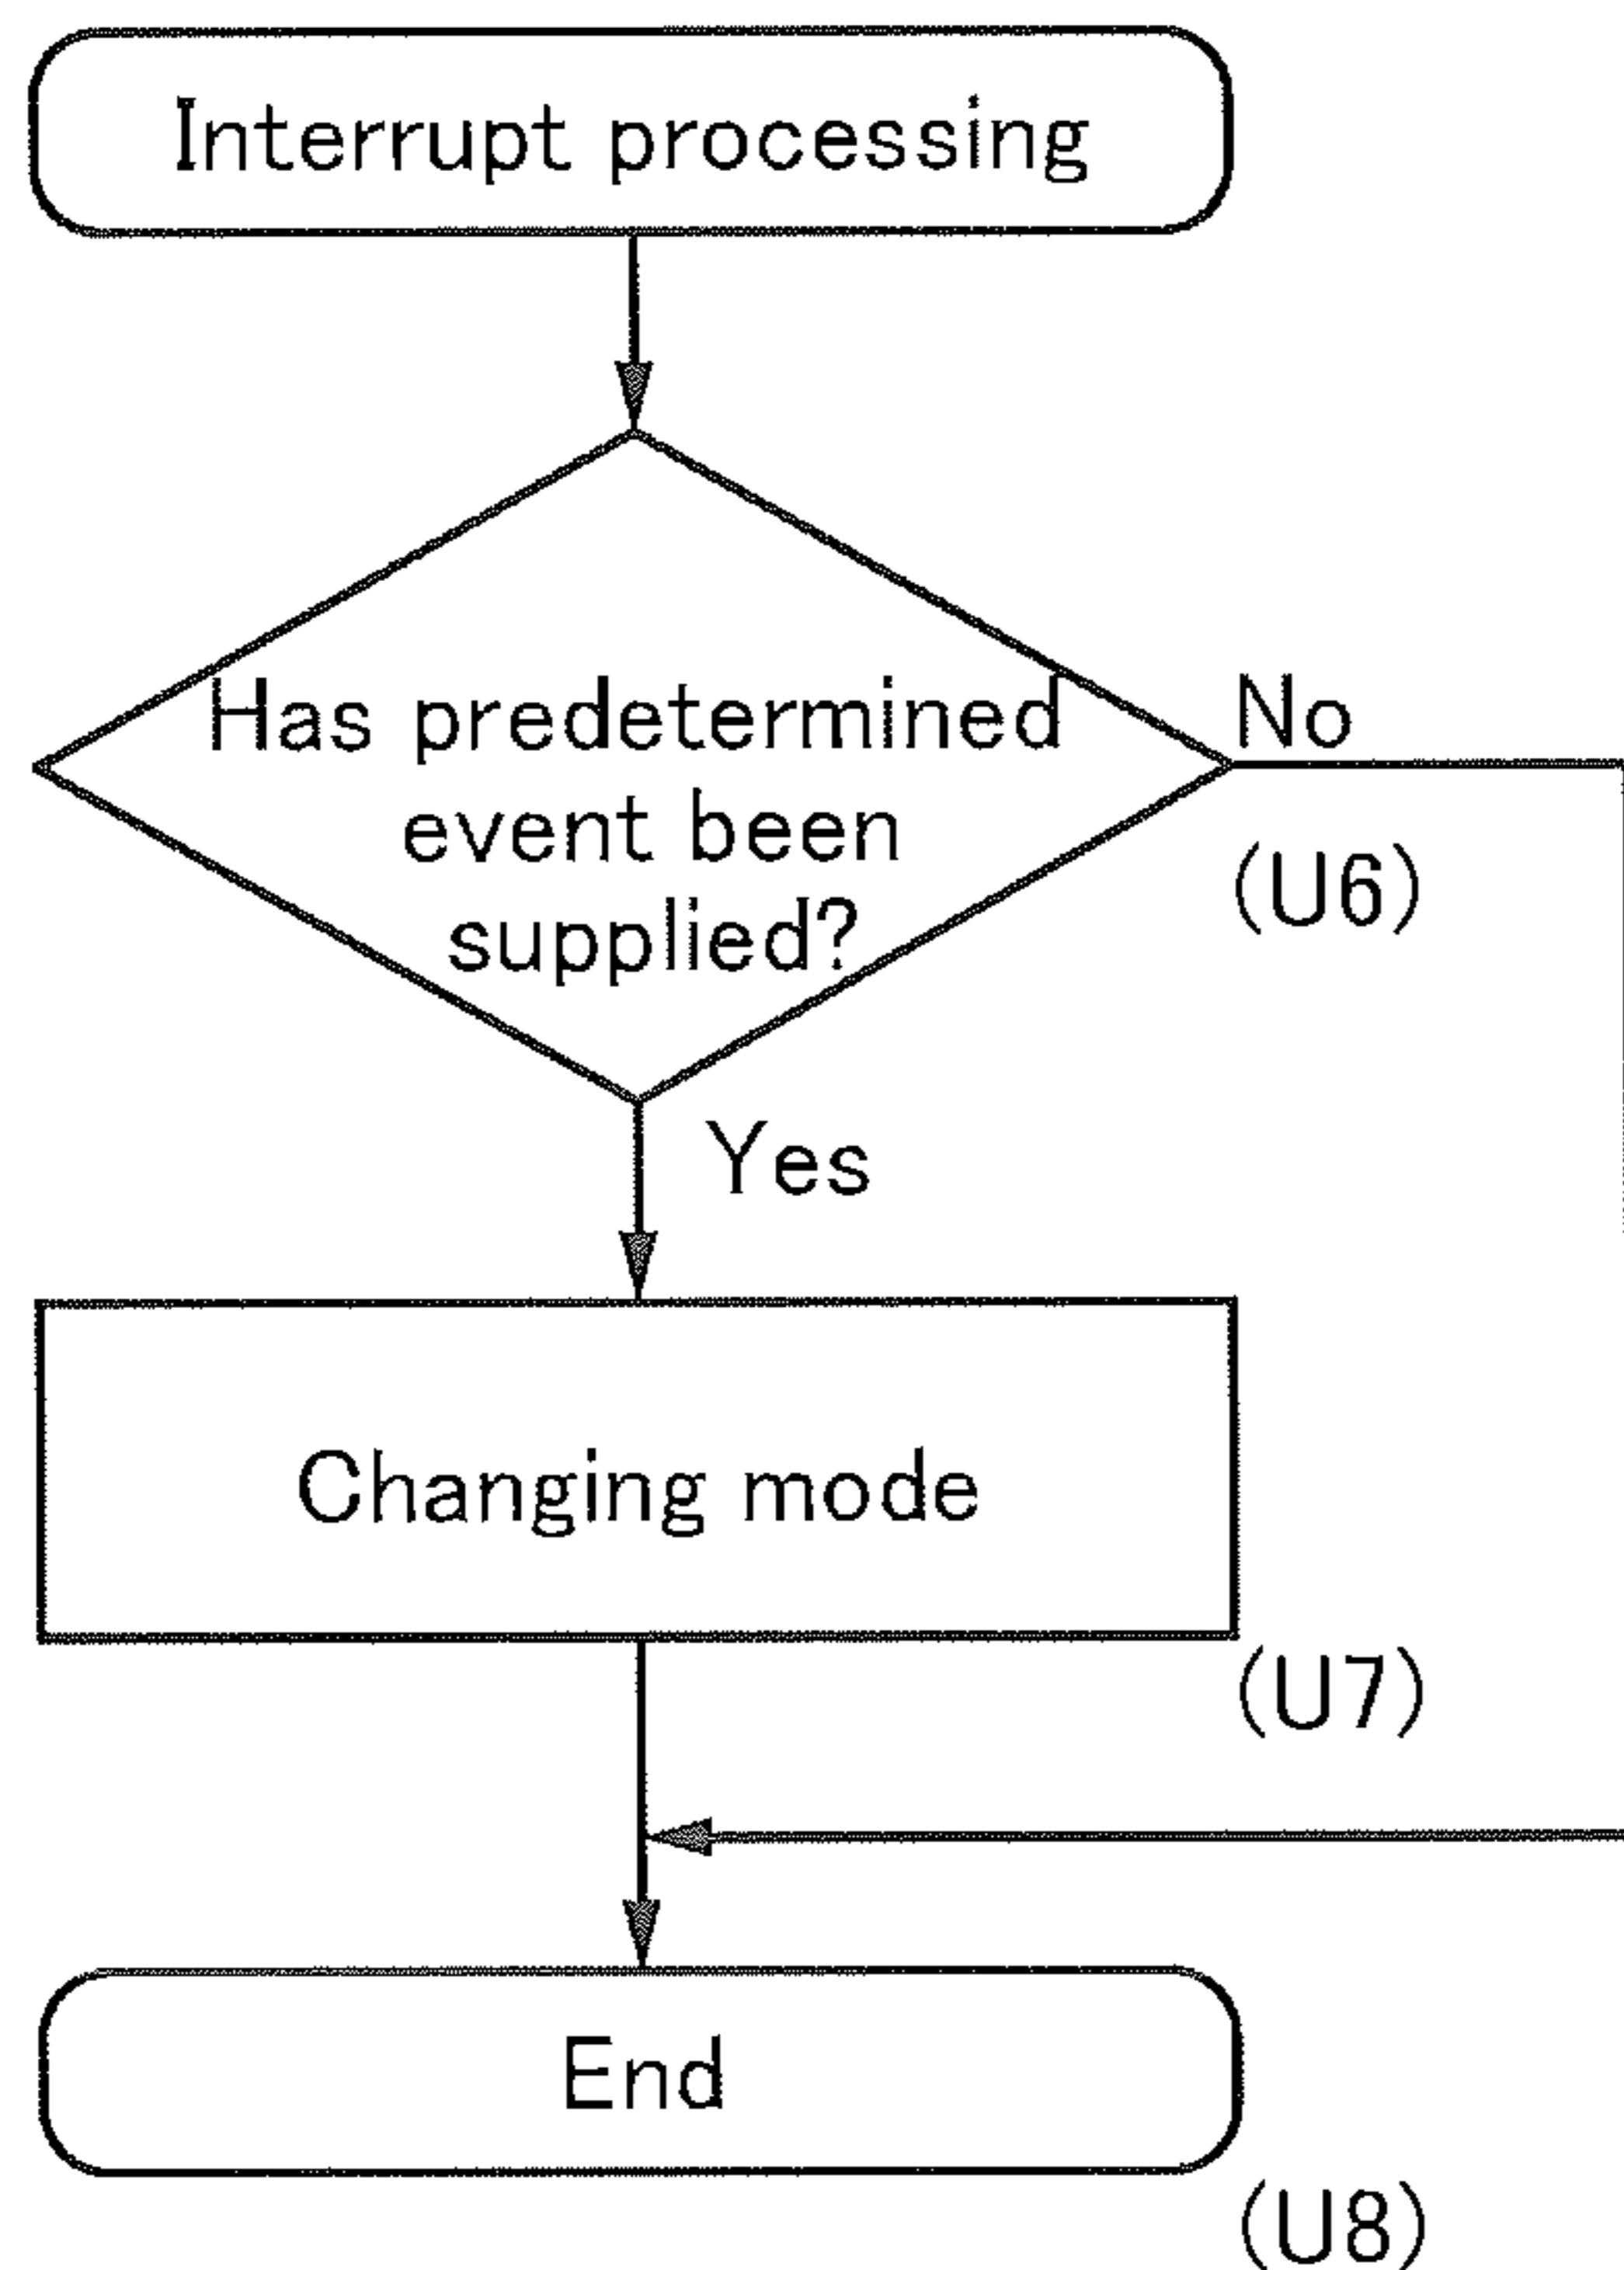 Interrupt processing
Has predetermined
event been
supplied?
No
(U6)
Yes
Changing mode
(U7)
End
(U8)